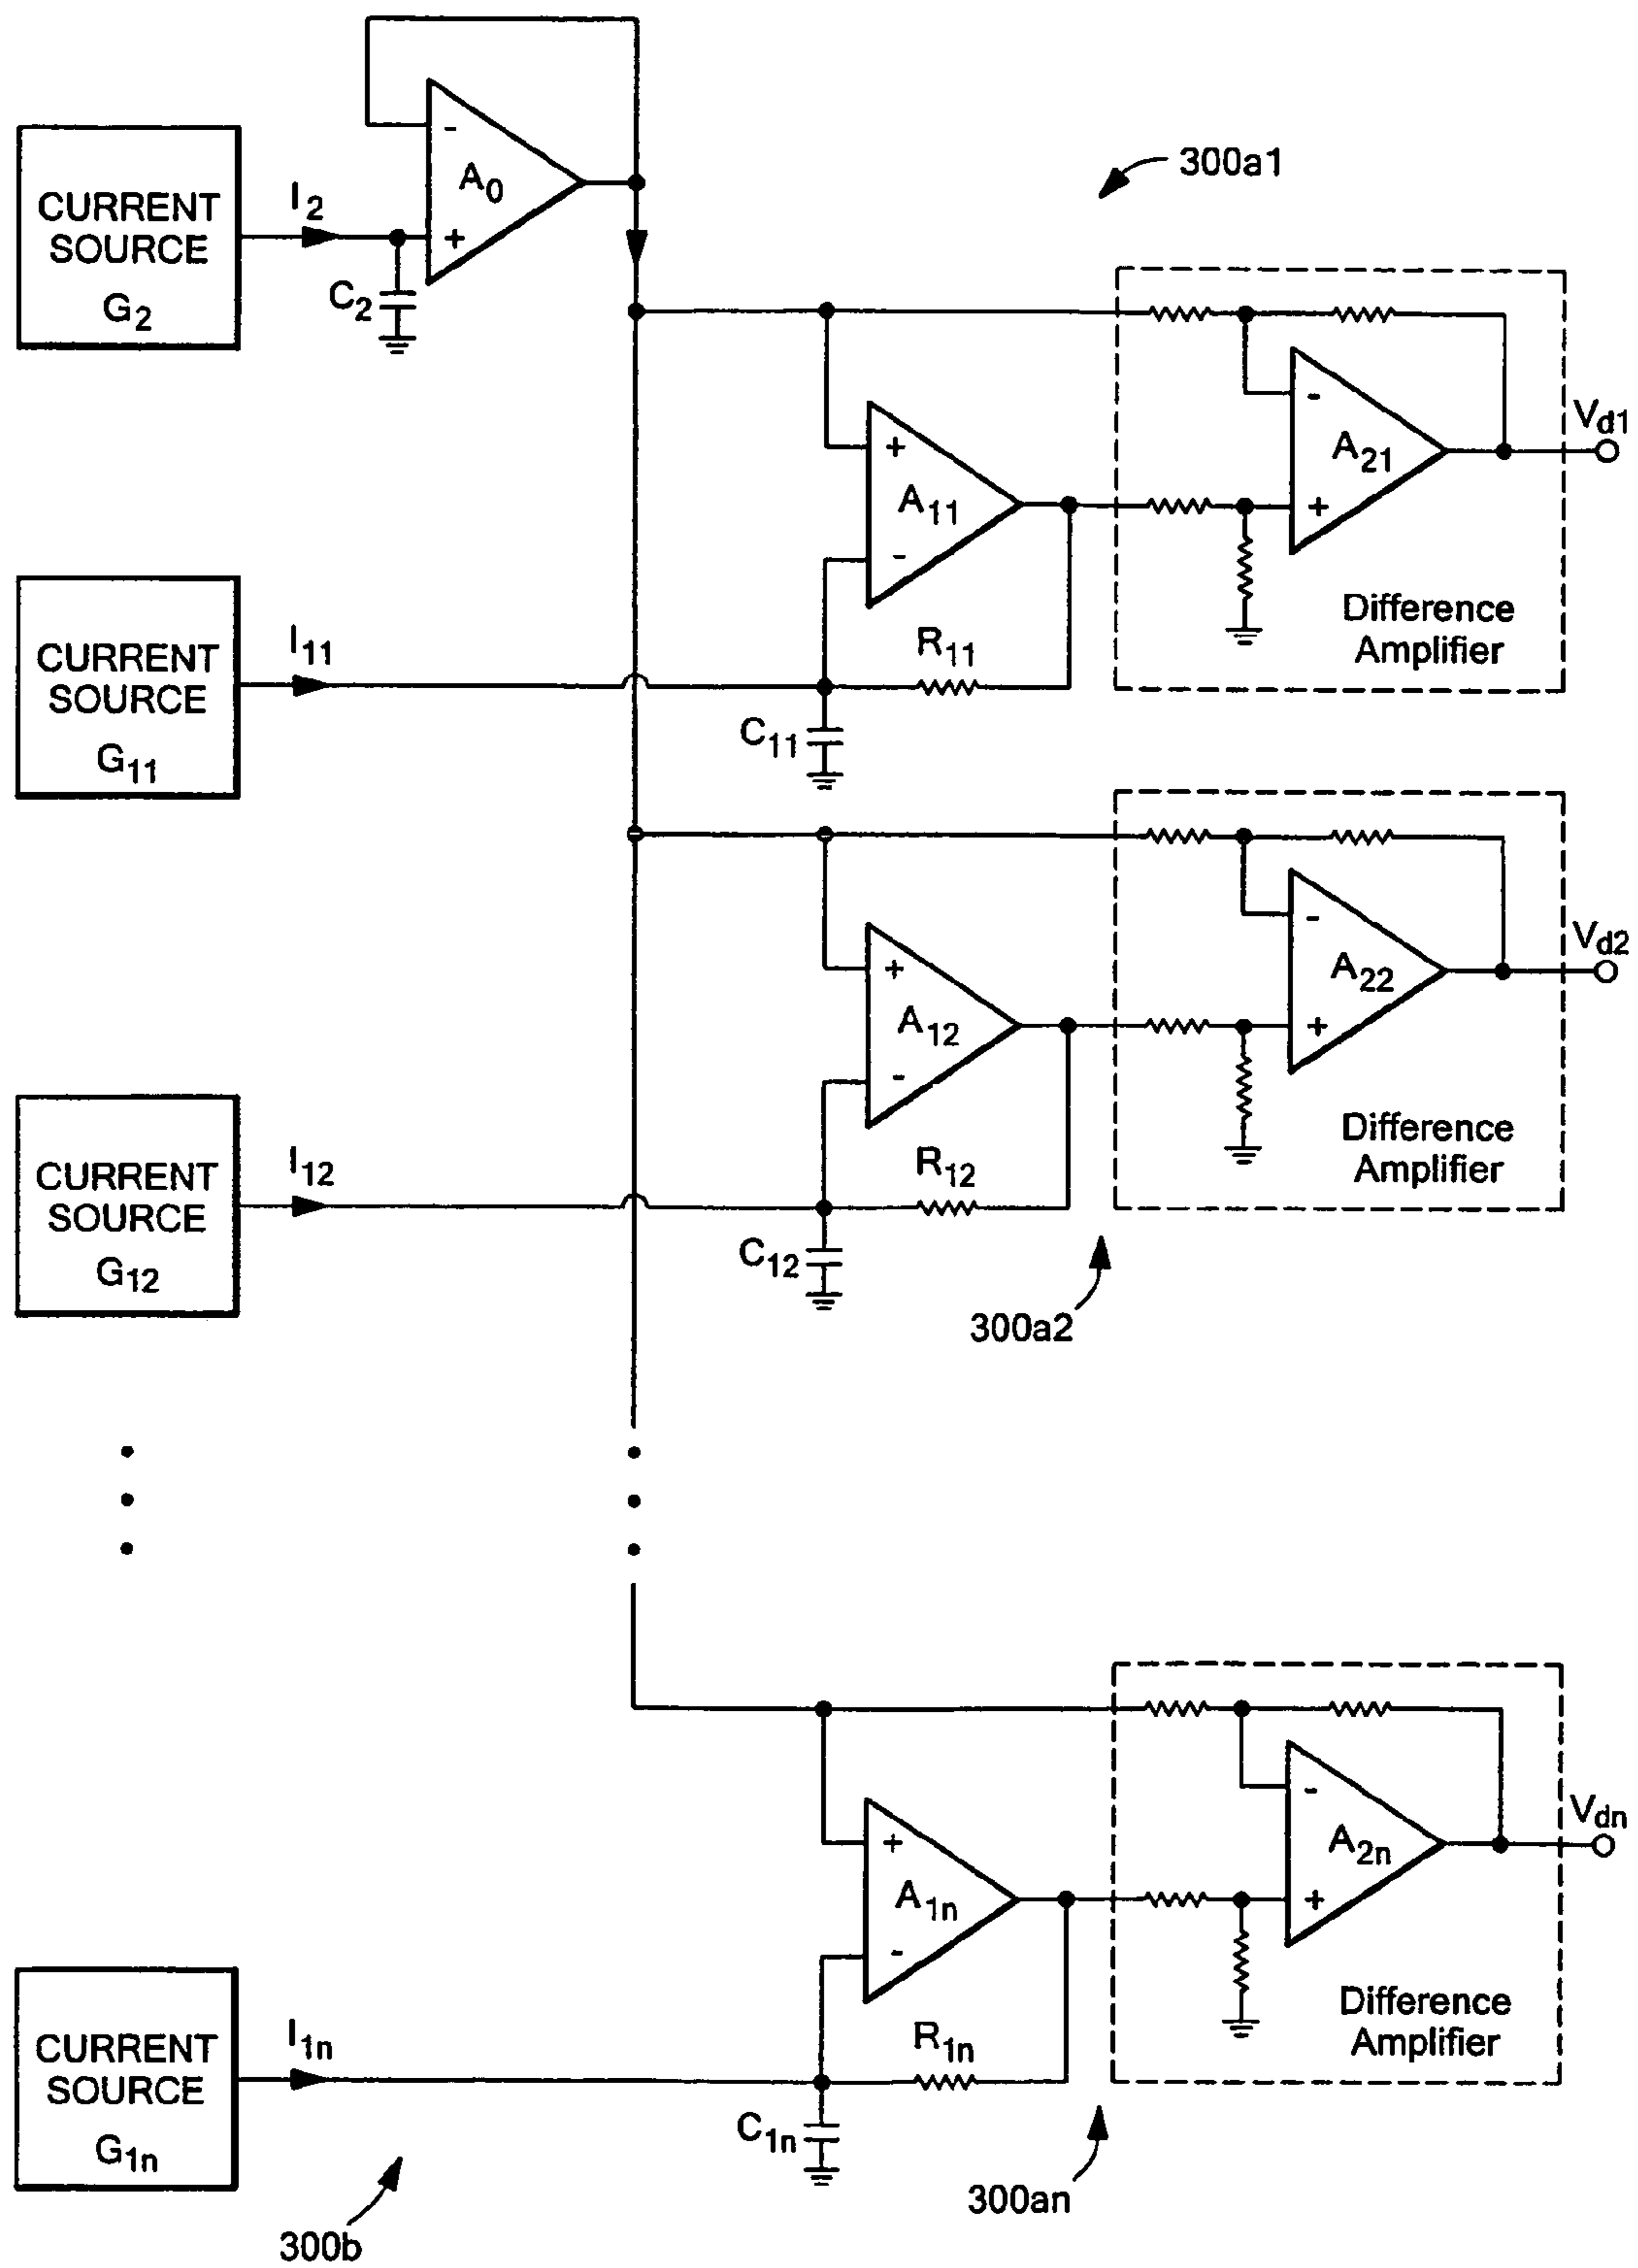 -
A0
+
I2
CURRENT
SOURCE
G2
C2
300a1
+
A11
-
-
A21
+
Vd1
Difference
Amplifier
CURRENT
SOURCE
G11
I11
R11
C11
+
A12
-
-
A22
+
Vd2
Difference
Amplifier
CURRENT
SOURCE
G12
I12
R12
C12
300a2
+
A1n
-
-
A2n
+
Vdn
Difference
Amplifier
CURRENT
SOURCE
G1n
I1n
R1n
C1n
300an
300b